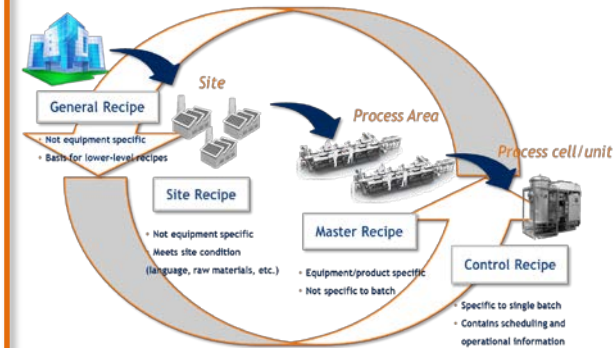 General Recipe
• Not equipment specific
• Basis for lower-level recipes
Site
Site Recipe
• Not equipment specific
• Meets site condition
(language, raw materials, etc.)
Process Area
Master Recipe
• Equipment/product specific
• Not specific to batch
Process cell/unit
Control Recipe
• Specific to single batch
• Contains scheduling and
operational information